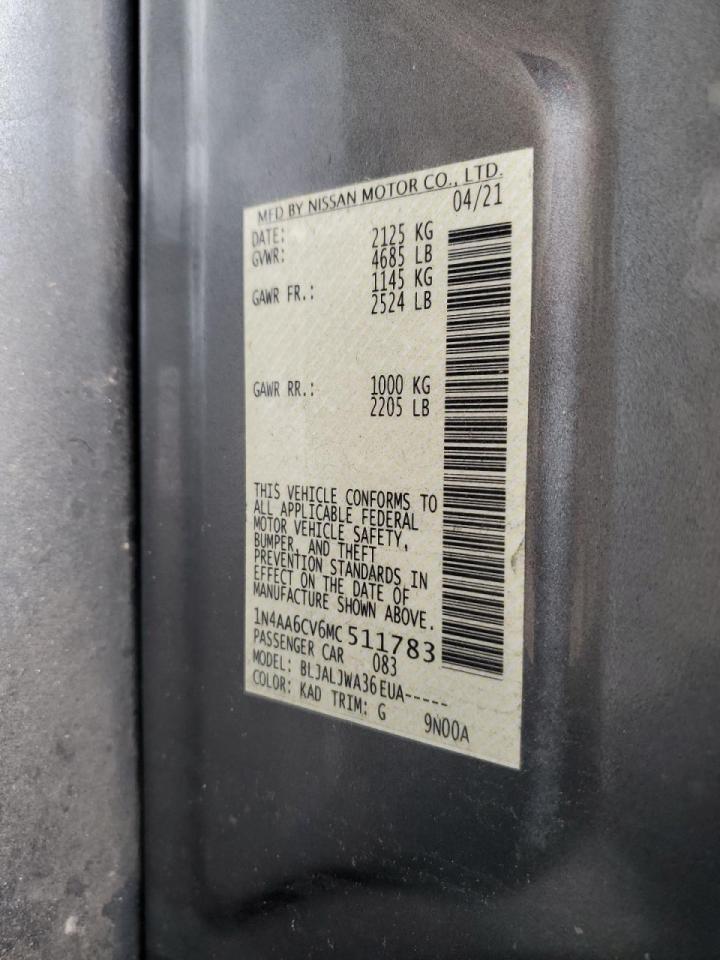 MFD BY NISSAN MOTOR CO., LTD.
DATE: 04/21
GVWR: 2125 KG
4685 LB
GAWR FR.: 1145 KG
2524 LB
GAWR RR.: 1000 KG
2205 LB
THIS VEHICLE CONFORMS TO
ALL APPLICABLE FEDERAL
MOTOR VEHICLE SAFETY,
BUMPER, AND THEFT
PREVENTION STANDARDS IN
EFFECT ON THE DATE OF
MANUFACTURE SHOWN ABOVE.
1N4AA6CV6MC511783
PASSENGER CAR 083
MODEL: BLJALJWA36EUA-----
COLOR: KAD TRIM: G 9N00A